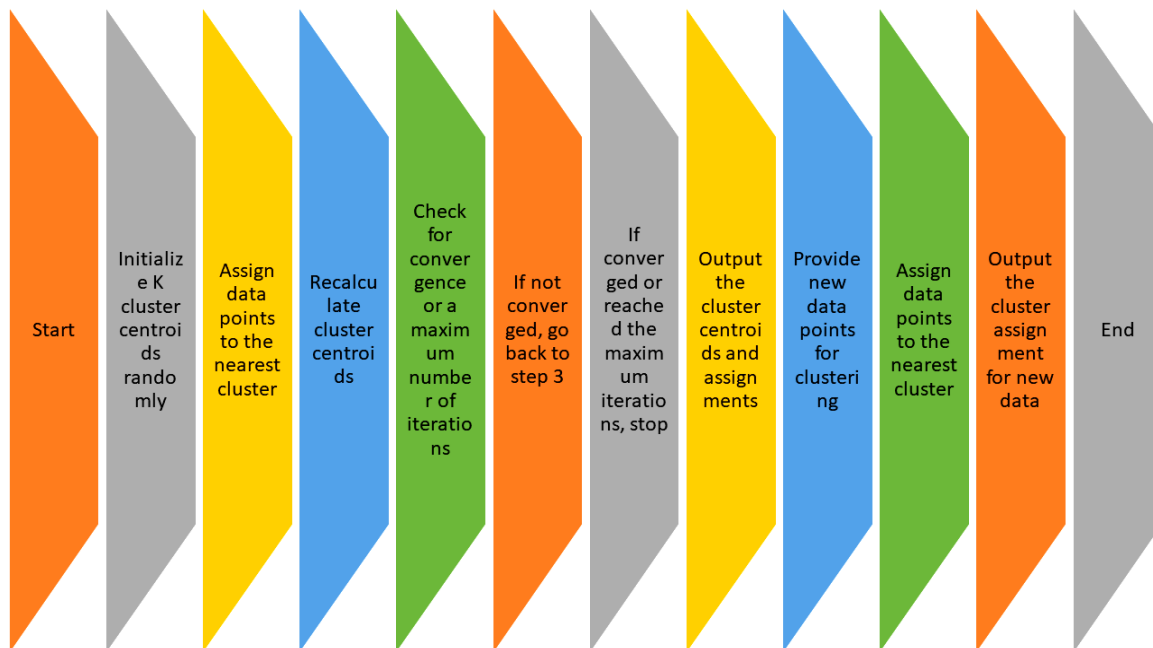 Start
Initializ
e K
cluster
centroi
ds
rando
mly
Assign
data
points
to the
nearest
cluster
Recalcu
late
cluster
centroi
ds
Check
for
conver
gence
or a
maxim
um
numbe
r of
iteratio
ns
If not
conver
ged, go
back to
step 3
If
conver
ged or
reache
d the
maxim
um
iteratio
ns, stop
Output
the
cluster
centroi
ds and
assign
ments
Provide
new
data
points
for
clusteri
ng
Assign
data
points
to the
nearest
cluster
Output
the
cluster
assign
ment
for new
data
End